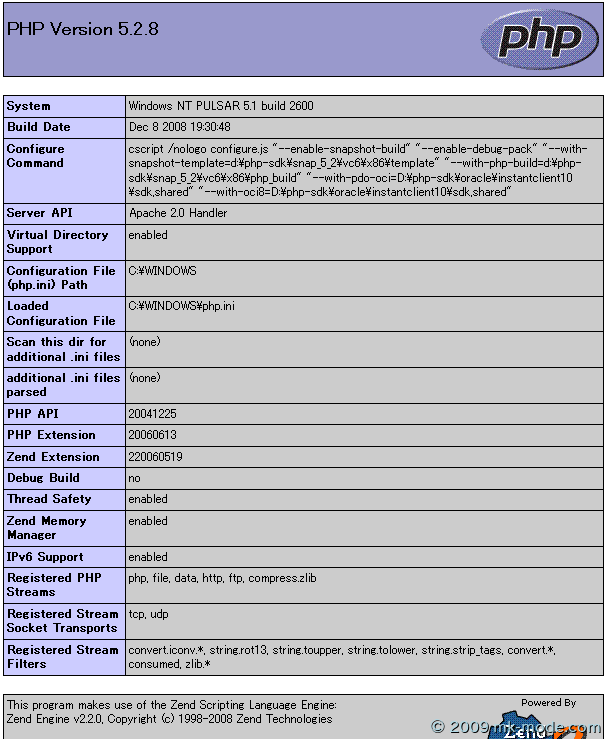 PHP Version 5.2.8
php
System Windows NT PULSAR 5.1 build 2600
Build Date Dec 8 2008 19:30:48
Configure Command
cscript /nologo configure.js "--enable-snapshot-build" "--enable-debug-pack" "--with-
snapshot-template=d:¥php-sdk¥snap_5_2¥vc6¥x86¥template" "--with-php-build=d:¥php-
sdk¥snap_5_2¥vc6¥x86¥php_build" "--with-pdo-oci=D:¥php-sdk¥oracle¥instantclient10
¥sdk,shared" "--with-oci8=D:¥php-sdk¥oracle¥instantclient10¥sdk,shared"
Server API Apache 2.0 Handler
Virtual Directory
Support
enabled
Configuration File
(php.ini) Path
C:¥WINDOWS
Loaded
Configuration File
C:¥WINDOWS¥php.ini
Scan this dir for
additional .ini files
(none)
additional .ini files
parsed
(none)
PHP API 20041225
PHP Extension 20060613
Zend Extension 220060519
Debug Build no
Thread Safety enabled
Zend Memory
Manager
enabled
IPv6 Support enabled
Registered PHP
Streams
php, file, data, http, ftp, compress.zlib
Registered Stream
Socket Transports
tcp, udp
Registered Stream
Filters
convert.iconv.*, string.rot13, string.toupper, string.tolower, string.strip_tags, convert.*,
consumed, zlib.*
This program makes use of the Zend Scripting Language Engine:
Zend Engine v2.2.0, Copyright (c) 1998-2008 Zend Technologies
Powered By
Zend
© 2009 mk-mode.com